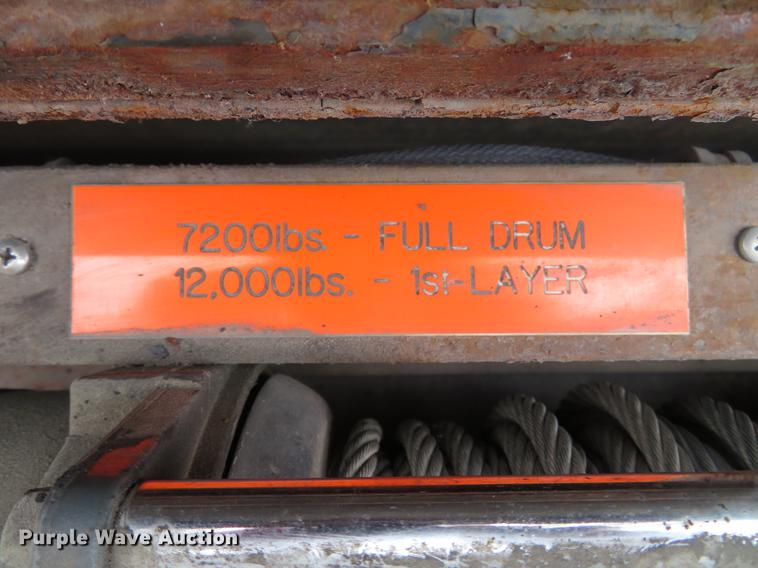 7200lbs. - FULL DRUM
12,000lbs. - 1st LAYER
Purple Wave Auction